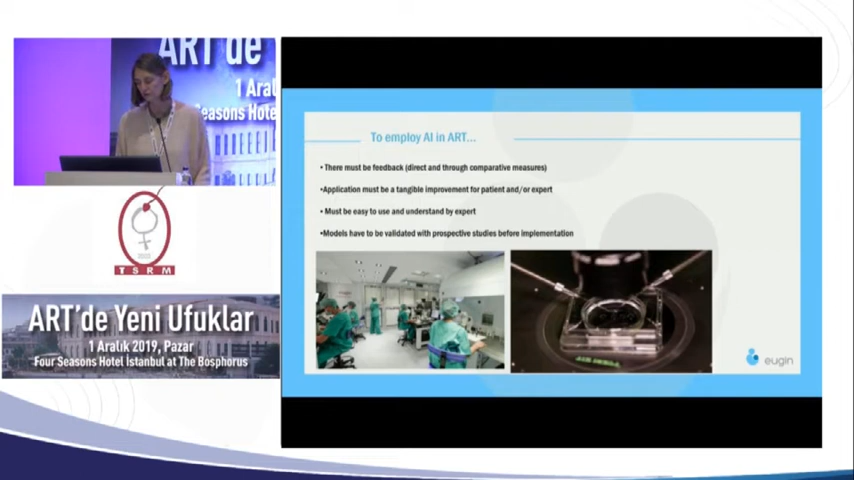 ART'de
1 Aral
Seasons Hote
TSRM
ART'de Yeni Ufuklar
1 Aralık 2019, Pazar
Four Seasons Hotel İstanbul at The Bosphorus
To employ AI in ART...
• There must be feedback (direct and through comparative measures)
•Application must be a tangible improvement for patient and/or expert
• Must be easy to use and understand by expert
•Models have to be validated with prospective studies before implementation
eugin